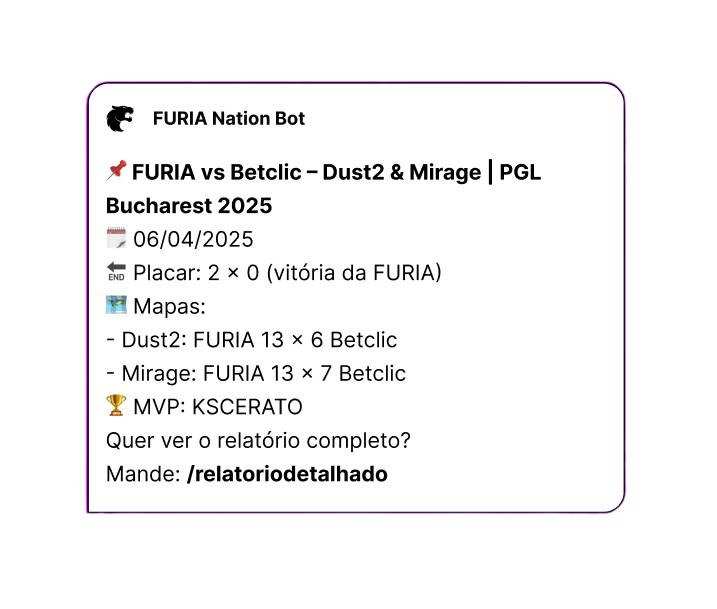 FURIA Nation Bot
📌 FURIA vs Betclic – Dust2 & Mirage | PGL
Bucharest 2025
🗓️ 06/04/2025
🔚 Placar: 2 × 0 (vitória da FURIA)
🗺️ Mapas:
- Dust2: FURIA 13 × 6 Betclic
- Mirage: FURIA 13 × 7 Betclic
🏆 MVP: KSCERATO
Quer ver o relatório completo?
Mande: /relatoriodetalhado